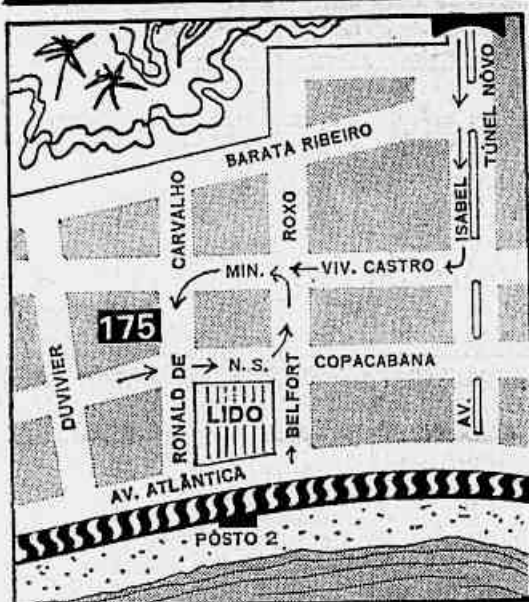 TÚNEL NÔVO
BARATA RIBEIRO
CARVALHO
ROXO
ISABEL
MIN.
VIV. CASTRO
175
DUVIVIER
RONALD DE
N. S.
COPACABANA
LIDO
BELFORT
AV.
AV. ATLÂNTICA
PÔSTO 2